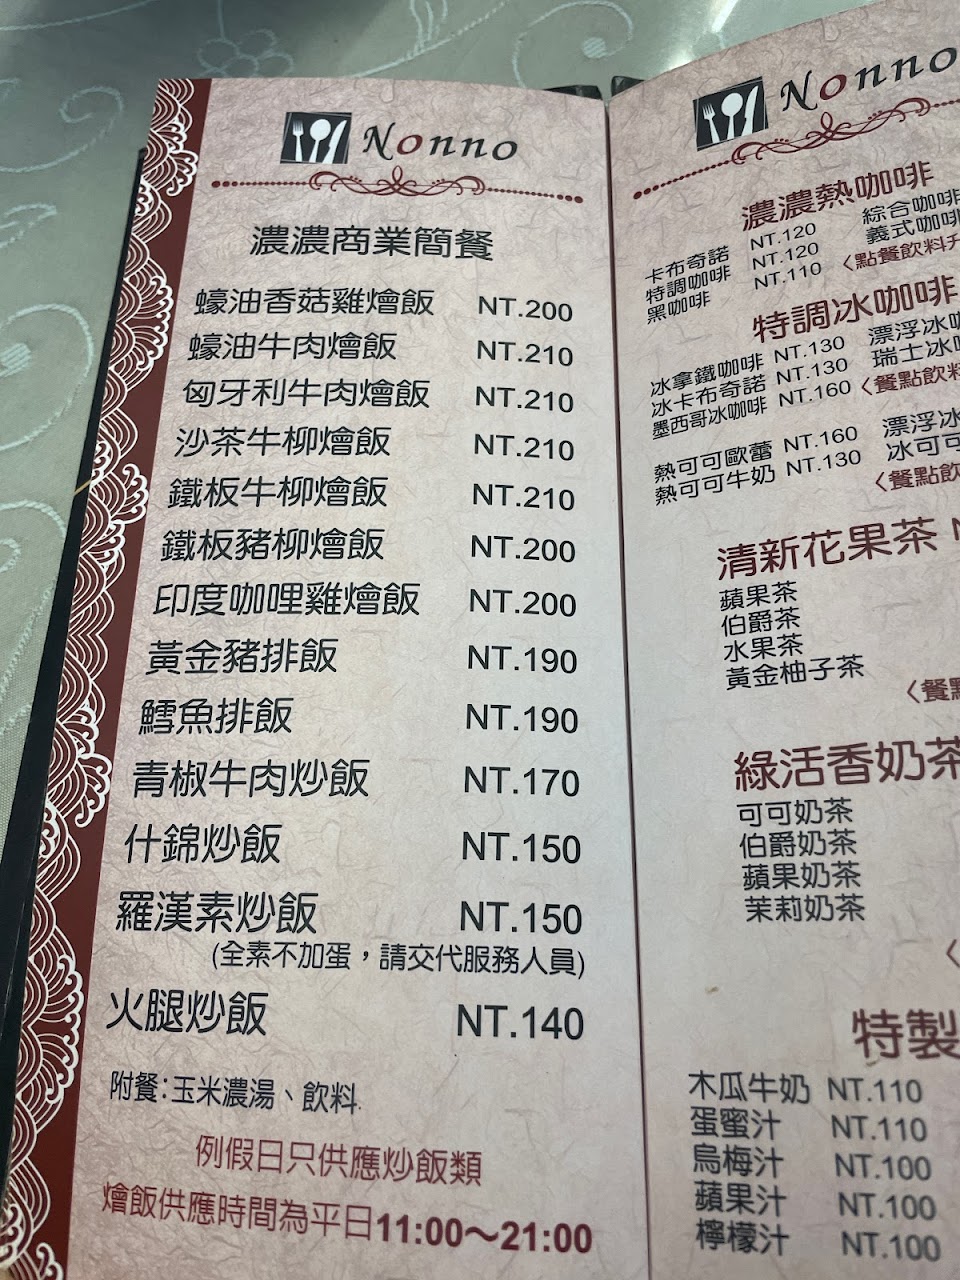 Nonno
濃濃商業簡餐
蠔油香菇雞燴飯 NT.200
蠔油牛肉燴飯 NT.210
匈牙利牛肉燴飯 NT.210
沙茶牛柳燴飯 NT.210
鐵板牛柳燴飯 NT.210
鐵板豬柳燴飯 NT.200
印度咖哩雞燴飯 NT.200
黃金豬排飯 NT.190
鱈魚排飯 NT.190
青椒牛肉炒飯 NT.170
什錦炒飯 NT.150
羅漢素炒飯 NT.150
(全素不加蛋，請交代服務人員)
火腿炒飯 NT.140
附餐:玉米濃湯、飲料
例假日只供應炒飯類
燴飯供應時間為平日11:00～21:00
Nonno
濃濃熱咖啡
卡布奇諾 NT.120 綜合咖啡
特調咖啡 NT.120 義式咖啡
黑咖啡 NT.110 〈點餐飲料
特調冰咖啡
冰拿鐵咖啡 NT.130 漂浮冰
冰卡布奇諾 NT.130 瑞士冰
墨西哥冰咖啡 NT.160 〈餐點飲料
熱可可歐蕾 NT.160 漂浮冰
熱可可牛奶 NT.130 冰可可
〈餐點飲
清新花果茶
蘋果茶
伯爵茶
水果茶
黃金柚子茶
〈餐
綠活香奶茶
可可奶茶
伯爵奶茶
蘋果奶茶
茉莉奶茶
〈
特製
木瓜牛奶 NT.110
蛋蜜汁 NT.110
烏梅汁 NT.100
蘋果汁 NT.100
檸檬汁 NT.100